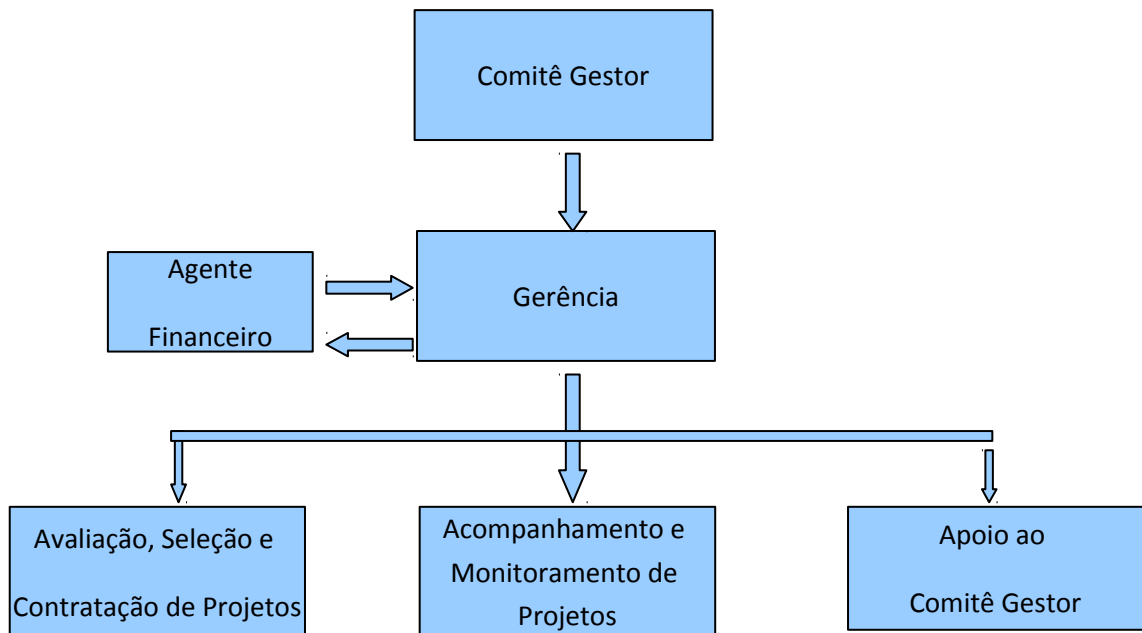 Comitê Gestor
Agente
Financeiro
Gerência
Avaliação, Seleção e
Contratação de Projetos
Acompanhamento e
Monitoramento de
Projetos
Apoio ao
Comitê Gestor